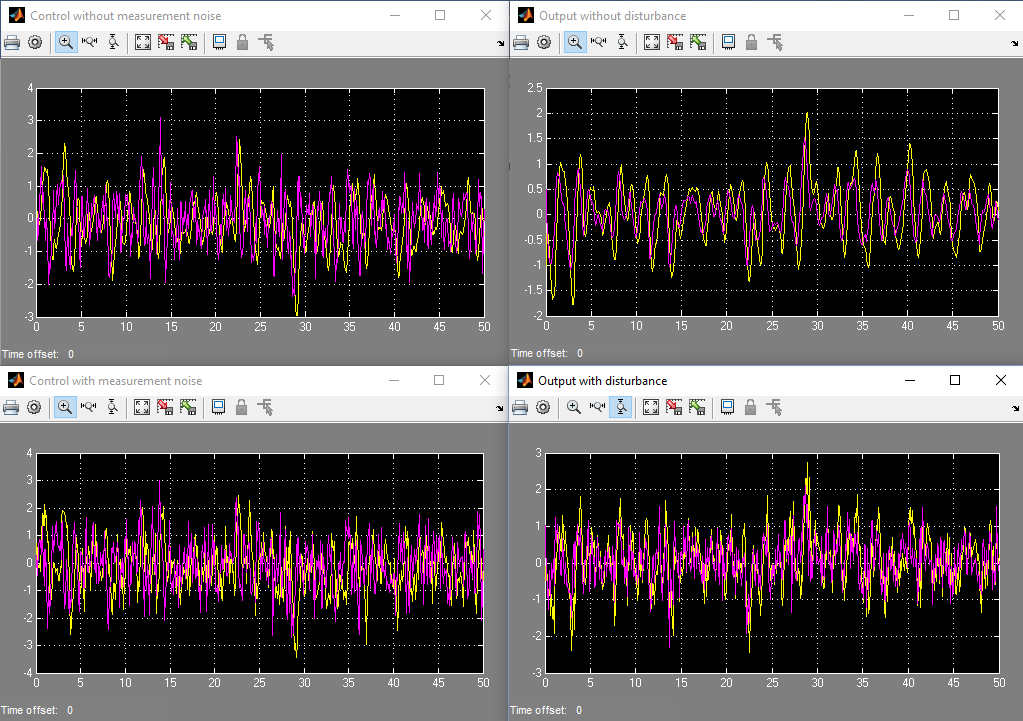 Control without measurement noise
4
3
2
1
0
-1
-2
-3
0 5 10 15 20 25 30 35 40 45 50
Time offset: 0
Output without disturbance
2.5
2
1.5
1
0.5
0
-0.5
-1
-1.5
-2
0 5 10 15 20 25 30 35 40 45 50
Time offset: 0
Control with measurement noise
4
3
2
1
0
-1
-2
-3
-4
0 5 10 15 20 25 30 35 40 45 50
Time offset: 0
Output with disturbance
3
2
1
0
-1
-2
-3
0 5 10 15 20 25 30 35 40 45 50
Time offset: 0